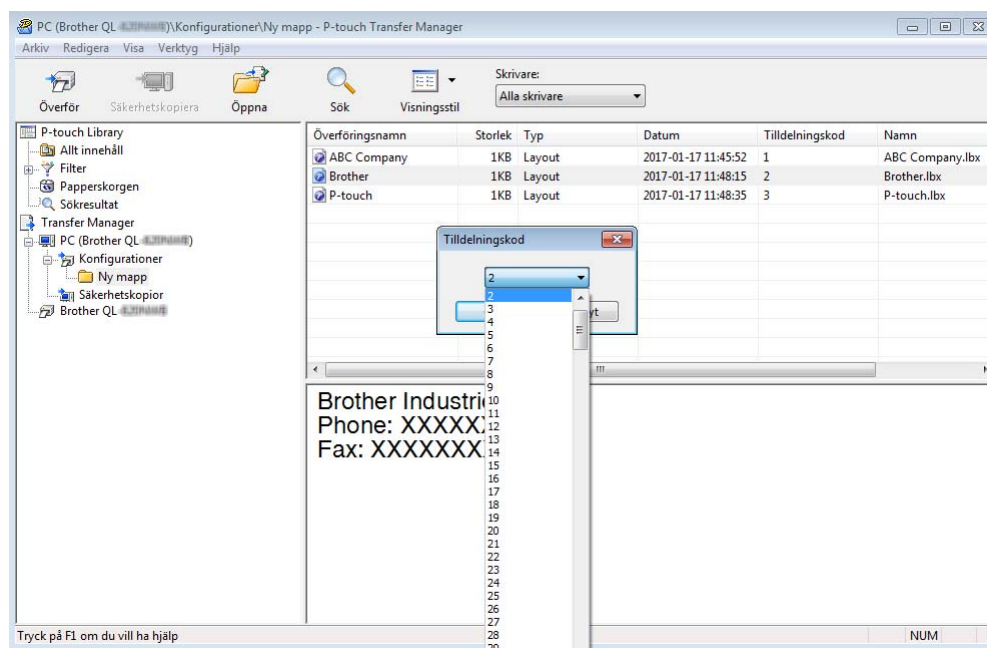 PC (Brother QL )\Konfigurationer\Ny mapp - P-touch Transfer Manager
Arkiv Redigera Visa Verktyg Hjälp
Överför Säkerhetskopiera Öppna Sök Visningsstil
Skrivare:
Alla skrivare
P-touch Library
Allt innehåll
Filter
Papperskorgen
Sökresultat
Transfer Manager
PC (Brother QL )
Konfigurationer
Ny mapp
Säkerhetskopior
Brother QL
Överföringsnamn Storlek Typ Datum Tilldelningskod Namn
ABC Company 1KB Layout 2017-01-17 11:45:52 1 ABC Company.lbx
Brother 1KB Layout 2017-01-17 11:48:15 2 Brother.lbx
P-touch 1KB Layout 2017-01-17 11:48:35 3 P-touch.lbx
Tilldelningskod
2
2
3
4
5
6
7
8
9
10
11
12
13
14
15
16
17
18
19
20
21
22
23
24
25
26
27
28
29
yt
Brother Industri
Phone: XXXXX
Fax: XXXXXXX
Tryck på F1 om du vill ha hjälp
NUM